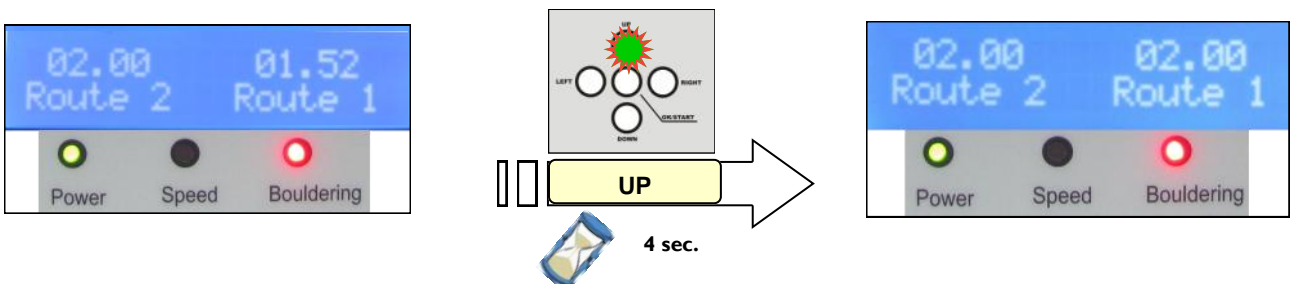 02.00 01.52
Route 2 Route 1
Power Speed Bouldering
UP
LEFT RIGHT
OK/START
DOWN
UP
4 sec.
02.00 02.00
Route 2 Route 1
Power Speed Bouldering